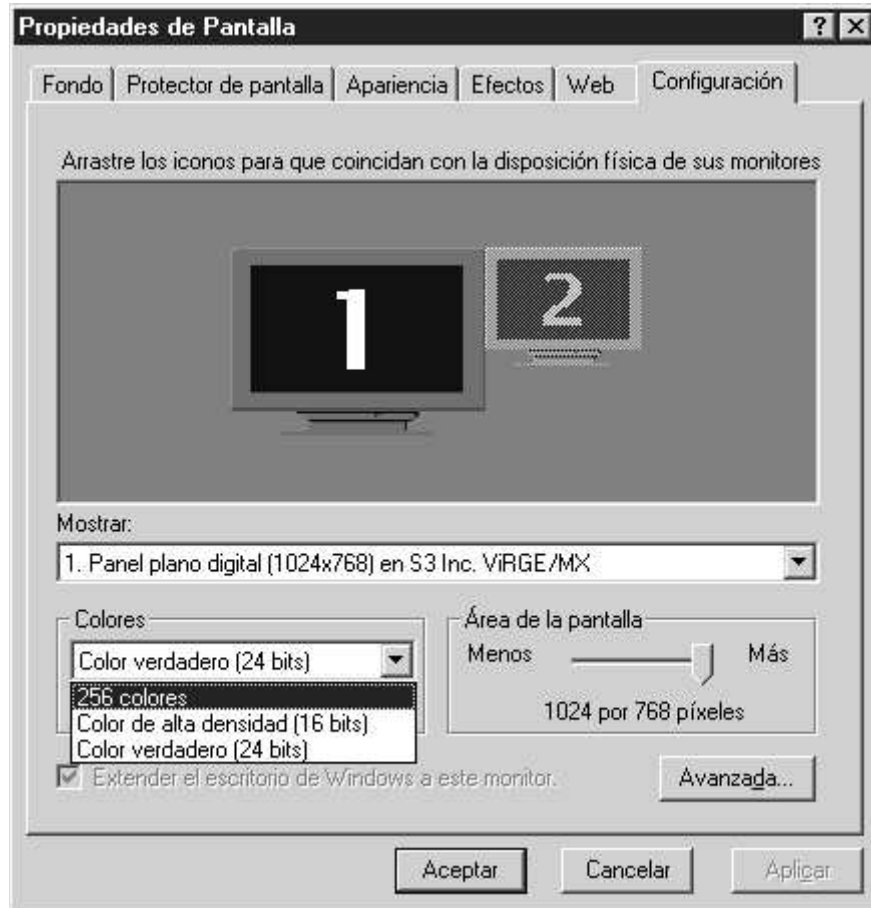 Propiedades de Pantalla
Fondo Protector de pantalla Apariencia Efectos Web Configuración
Arrastre los iconos para que coincidan con la disposición física de sus monitores
1 2
Mostrar:
1. Panel plano digital (1024x768) en S3 Inc. ViRGE/MX
Colores
Color verdadero (24 bits)
256 colores
Color de alta densidad (16 bits)
Color verdadero (24 bits)
Área de la pantalla
Menos Más
1024 por 768 píxeles
Extender el escritorio de Windows a este monitor.
Avanzada...
Aceptar Cancelar Aplicar